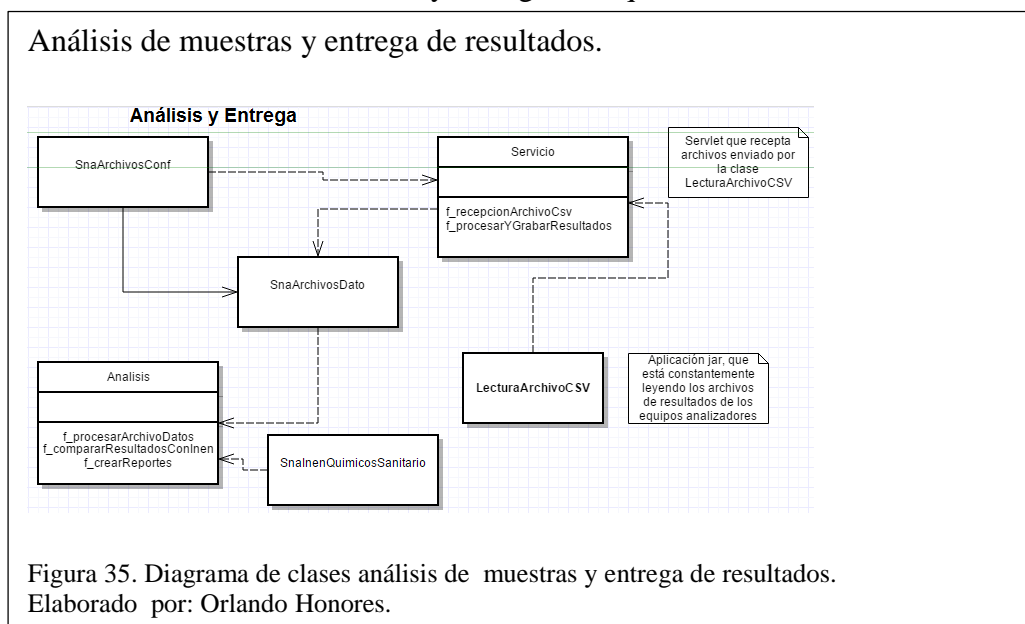 Análisis de muestras y entrega de resultados.
Análisis y Entrega
SnaArchivosConf
Servicio
f_recepcionArchivoCsv
f_procesarYGrabarResultados
Servlet que recepta
archivos enviado por
la clase
LecturaArchivoCSV
SnaArchivosDato
Analisis
f_procesarArchivoDatos
f_compararResultadosConInen
f_crearReportes
SnaInenQuimicosSanitario
LecturaArchivoCSV
Aplicación jar, que
está constantemente
leyendo los archivos
de resultados de los
equipos analizadores
Figura 35. Diagrama de clases análisis de muestras y entrega de resultados.
Elaborado por: Orlando Honores.